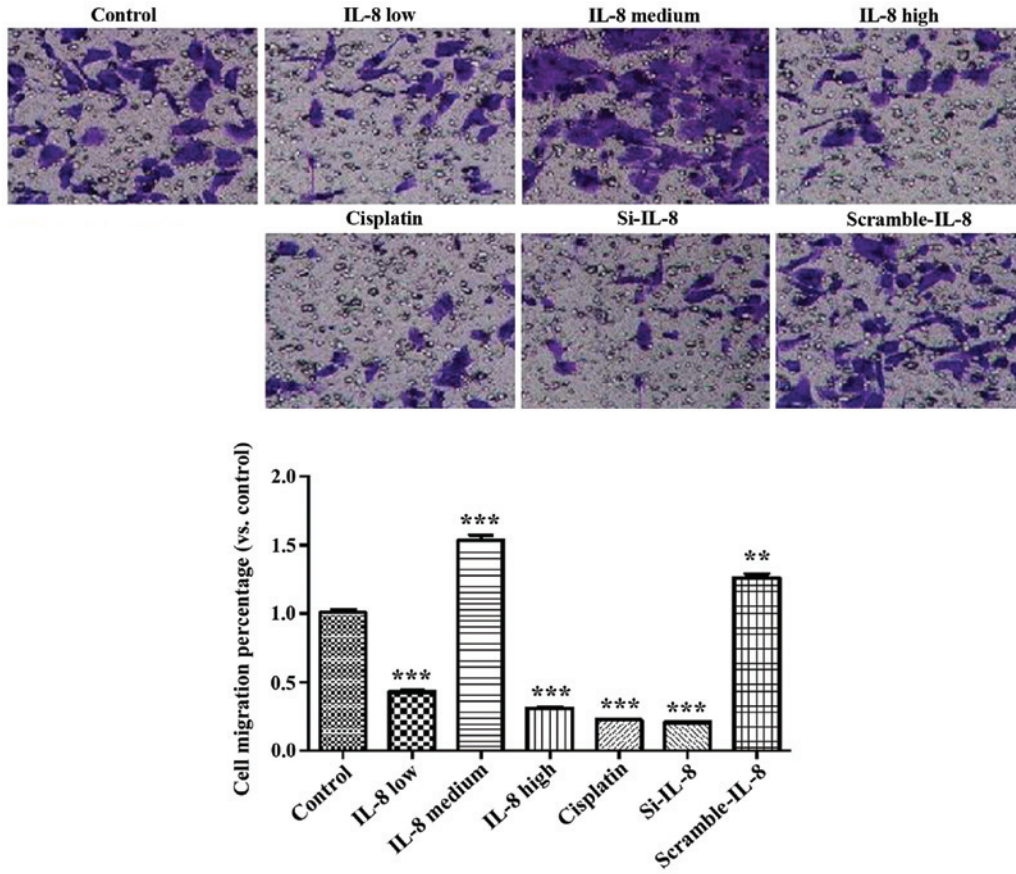 Control IL-8 low IL-8 medium IL-8 high
Cisplatin Si-IL-8 Scramble-IL-8
Cell migration percentage (vs. control)
2.0
1.5
1.0
0.5
0.0
*** *** *** *** *** **
Control IL-8 low IL-8 medium IL-8 high Cisplatin Si-IL-8 Scramble-IL-8